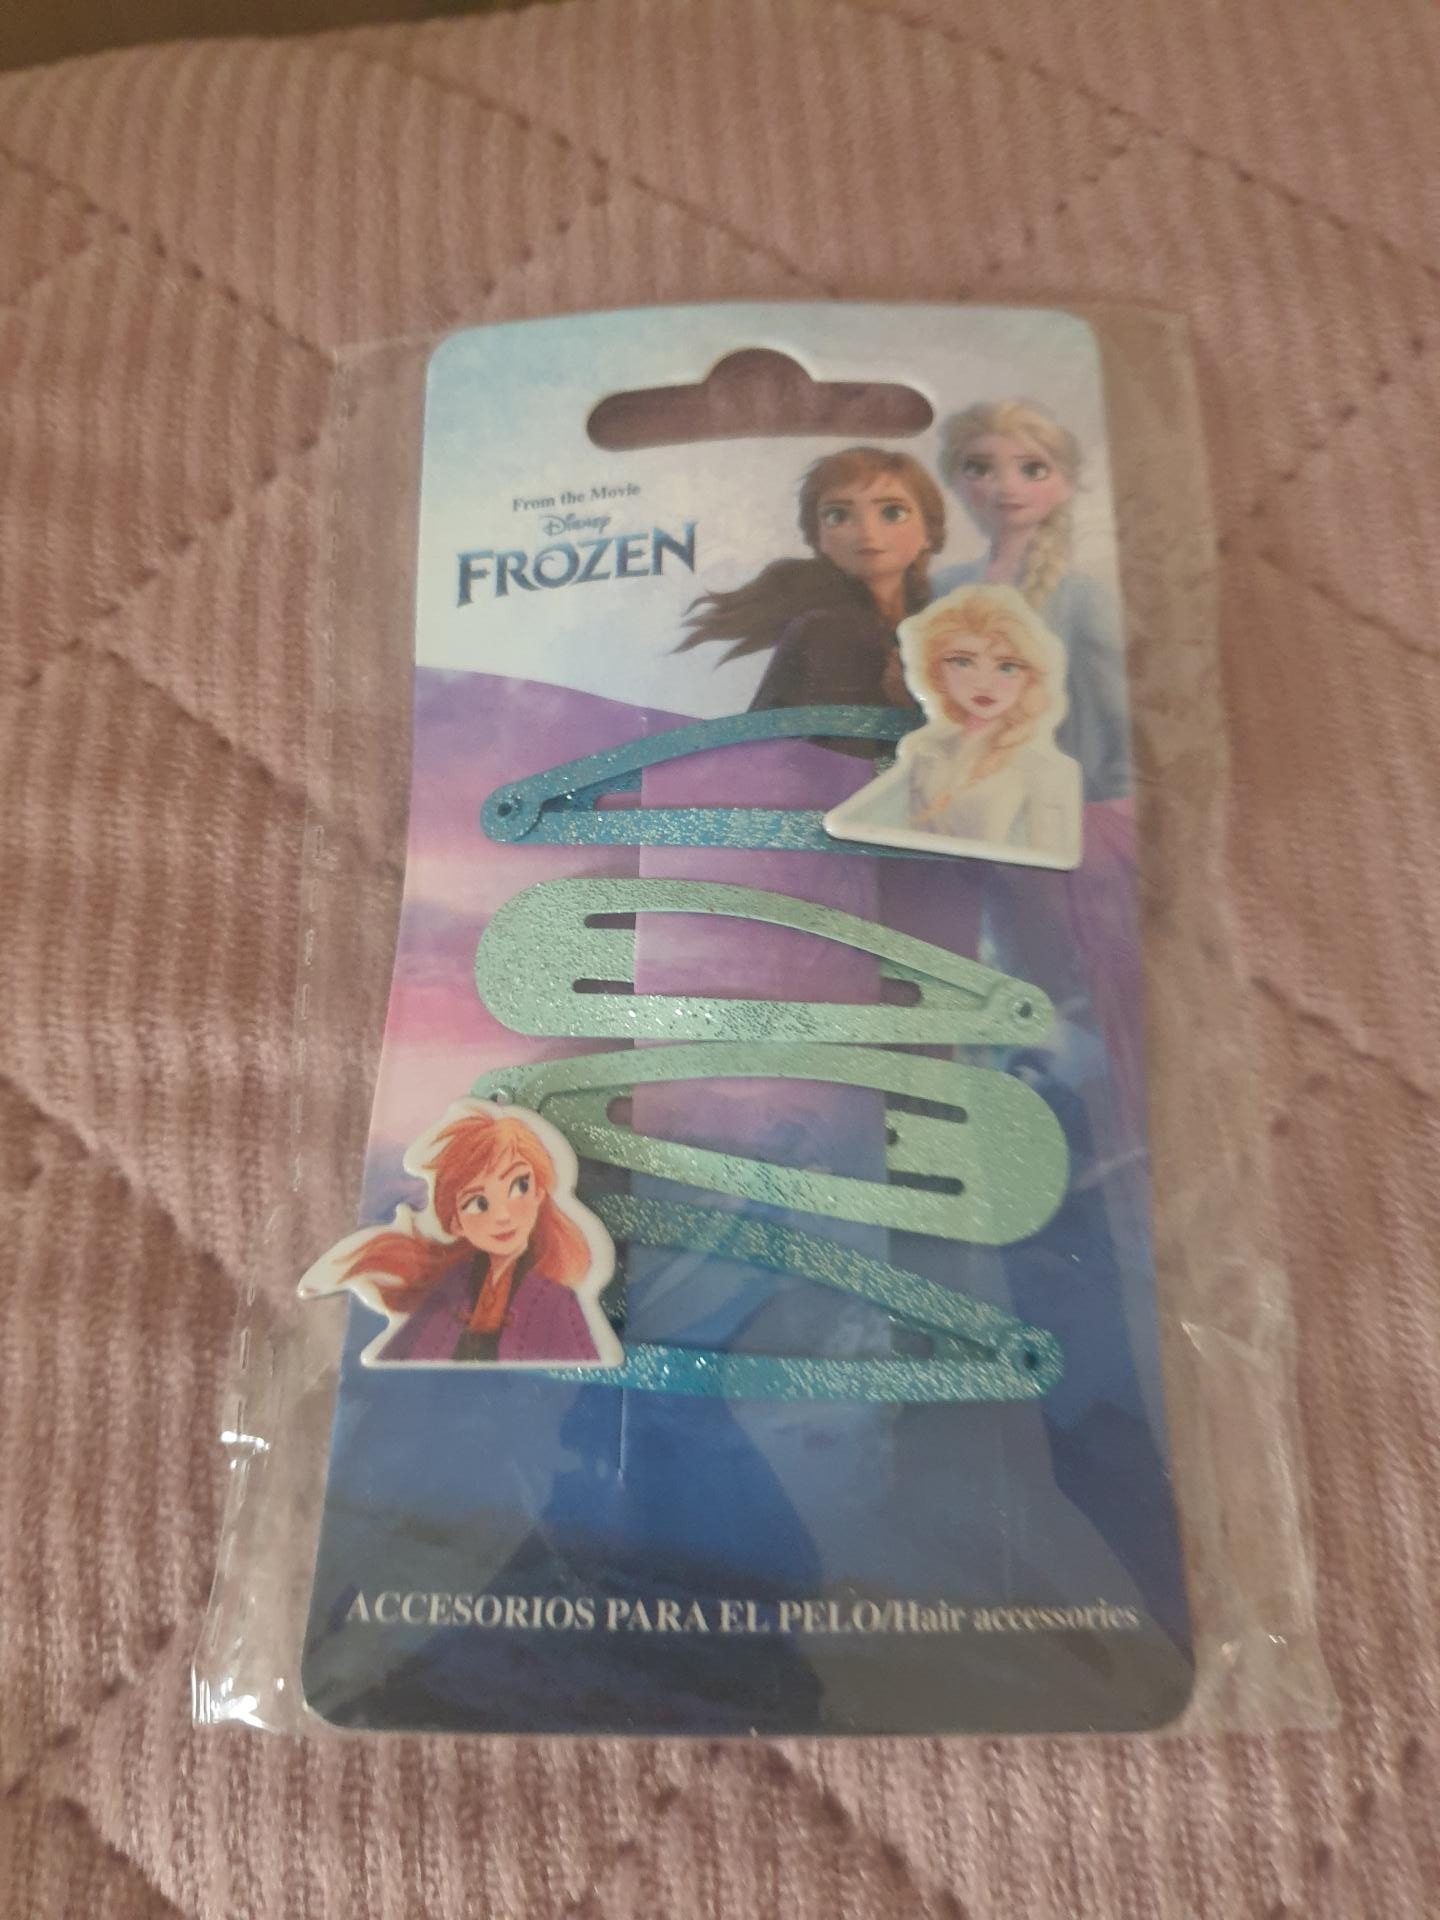 From the Movie
Disney
FROZEN
ACCESORIOS PARA EL PELO/Hair accessories